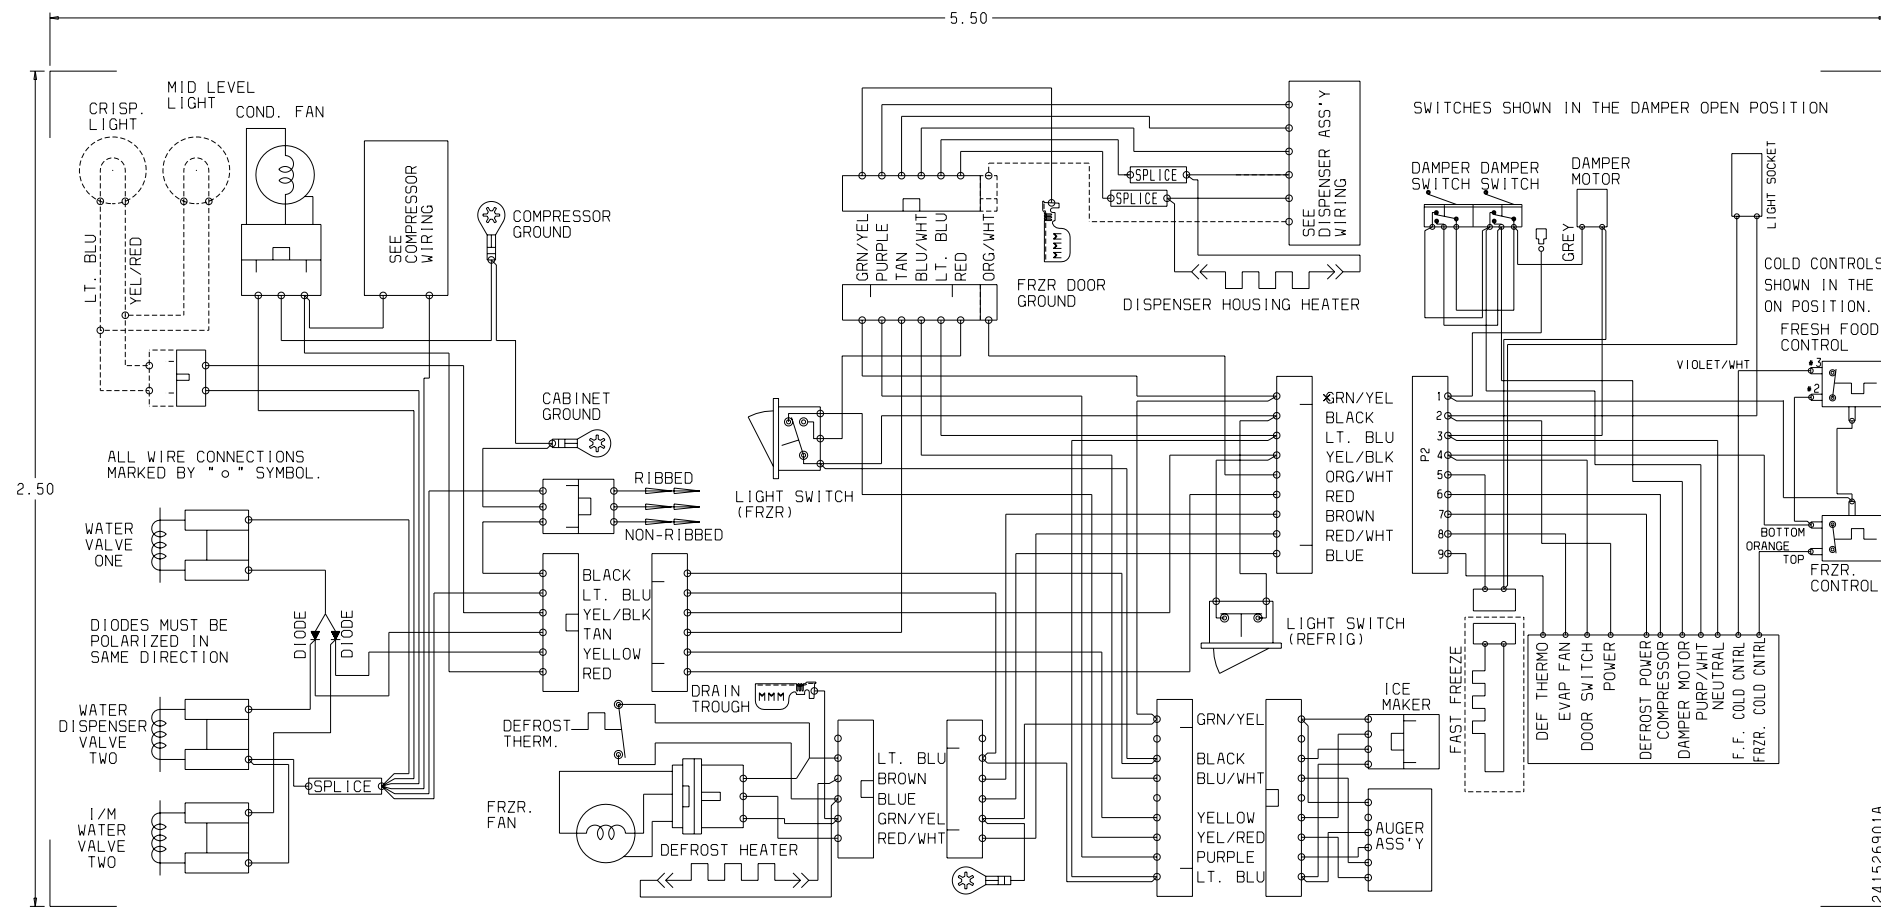 5.50
2.50
CRISP.
LIGHT
MID LEVEL
LIGHT
COND. FAN
LT. BLU
YEL/RED
SEE
COMPRESSOR
WIRING
COMPRESSOR
GROUND
CABINET
GROUND
ALL WIRE CONNECTIONS
MARKED BY " o " SYMBOL.
WATER
VALVE
ONE
DIODES MUST BE
POLARIZED IN
SAME DIRECTION
DIODE
DIODE
WATER
DISPENSER
VALVE
TWO
I/M
WATER
VALVE
TWO
SPLICE
RIBBED
NON-RIBBED
BLACK
LT. BLU
YEL/BLK
TAN
YELLOW
RED
DRAIN
TROUGH
DEFROST
THERM.
FRZR.
FAN
DEFROST HEATER
LT. BLU
BROWN
BLUE
GRN/YEL
RED/WHT
LIGHT SWITCH
(FRZR)
GRN/YEL
PURPLE
TAN
BLU/WHT
LT. BLU
RED
ORG/WHT
FRZR DOOR
GROUND
SPLICE
SPLICE
SEE
DISPENSER ASS'Y
WIRING
DISPENSER HOUSING HEATER
GRN/YEL
BLACK
LT. BLU
YEL/BLK
ORG/WHT
RED
BROWN
RED/WHT
BLUE
LIGHT SWITCH
(REFRIG)
GRN/YEL
BLACK
BLU/WHT
YELLOW
YEL/RED
PURPLE
LT. BLU
ICE
MAKER
AUGER
ASS'Y
SWITCHES SHOWN IN THE DAMPER OPEN POSITION
DAMPER
SWITCH
DAMPER
SWITCH
DAMPER
MOTOR
GREY
LIGHT SOCKET
COLD CONTROLS
SHOWN IN THE
ON POSITION.
FRESH FOOD
CONTROL
VIOLET/WHT
#3
#2
P2
1
2
3
4
5
6
7
8
9
BOTTOM
ORANGE
TOP
FRZR.
CONTROL
FAST FREEZE
DEF THERMO
EVAP FAN
DOOR SWITCH
POWER
DEFROST POWER
COMPRESSOR
DAMPER MOTOR
PURP/WHT
NEUTRAL
F.F. COLD CNTRL
FRZR. COLD CNTRL
241526901A